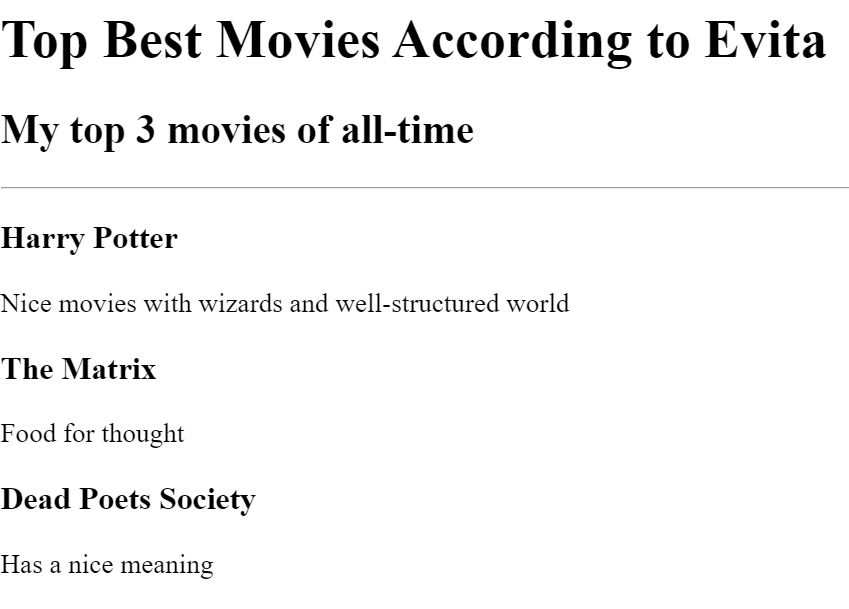 Top Best Movies According to Evita
My top 3 movies of all-time
Harry Potter
Nice movies with wizards and well-structured world
The Matrix
Food for thought
Dead Poets Society
Has a nice meaning